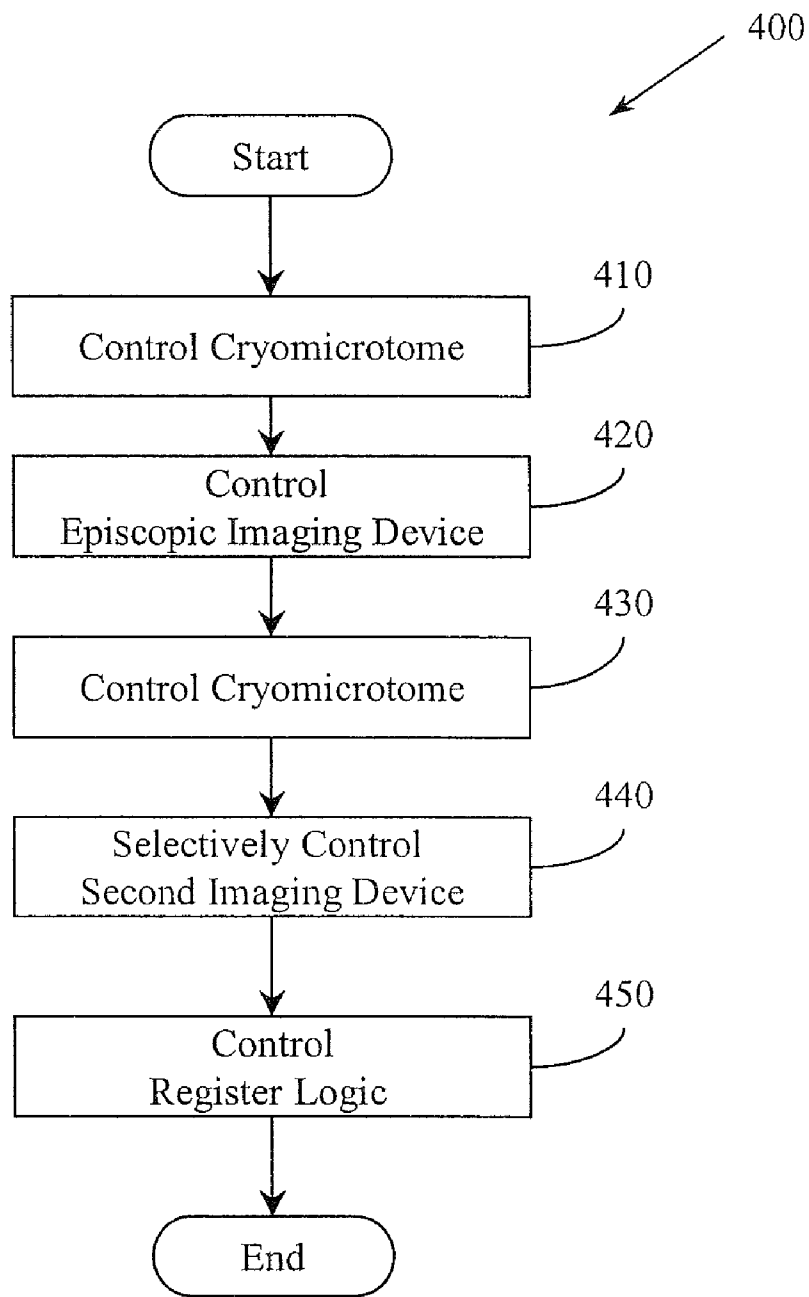 400
Start
410
Control Cryomicrotome
420
Control
Episcopic Imaging Device
430
Control Cryomicrotome
440
Selectively Control
Second Imaging Device
450
Control
Register Logic
End